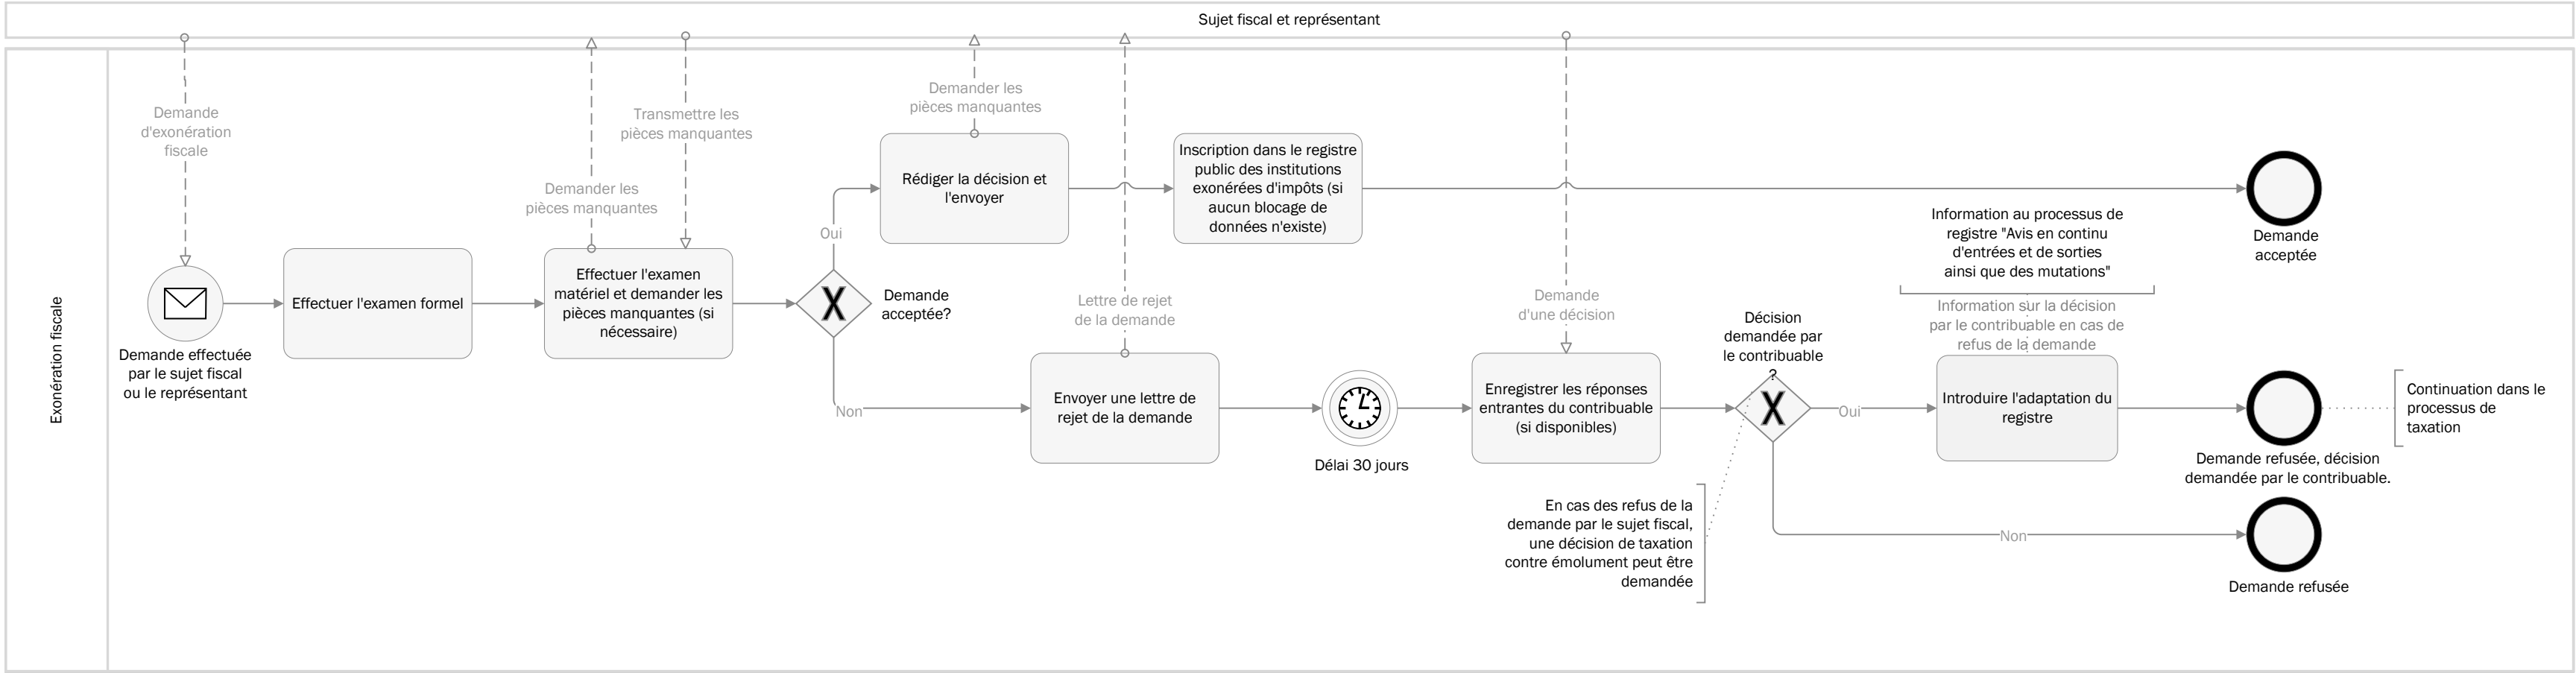 Sujet fiscal et représentant
Exonération fiscale
Demande
d'exonération
fiscale
Demande effectuée
par le sujet fiscal
ou le représentant
Effectuer l'examen formel
Demander les
pièces manquantes
Transmettre les
pièces manquantes
Effectuer l'examen
matériel et demander les
pièces manquantes (si
nécessaire)
X
Demande
acceptée?
Oui
Non
Demander les
pièces manquantes
Rédiger la décision et
l'envoyer
Inscription dans le registre
public des institutions
exonérées d'impôts (si
aucun blocage de
données n'existe)
Lettre de rejet
de la demande
Envoyer une lettre de
rejet de la demande
Délai 30 jours
Demande
d'une décision
Enregistrer les réponses
entrantes du contribuable
(si disponibles)
Décision
demandée par
le contribuable
?
X
En cas des refus de la
demande par le sujet fiscal,
une décision de taxation
contre émolument peut être
demandée
Oui
Non
Information au processus de
registre "Avis en continu
d'entrées et de sorties
ainsi que des mutations"
Information sur la décision
par le contribuable en cas de
refus de la demande
Introduire l'adaptation du
registre
Demande
acceptée
Demande refusée, décision
demandée par le contribuable.
Continuation dans le
processus de
taxation
Demande refusée